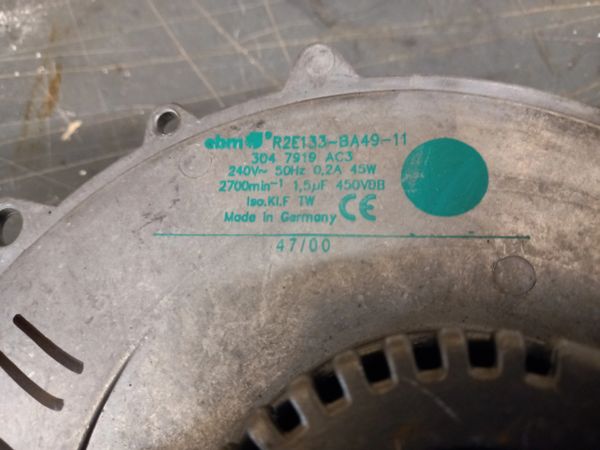 ebm R2E133-BA49-11
304 7919 AC3
240V~ 50Hz 0,2A 45W
2700min-1 1,5µF 450VDB
Iso.Kl.F TW
Made in Germany CE
47/00